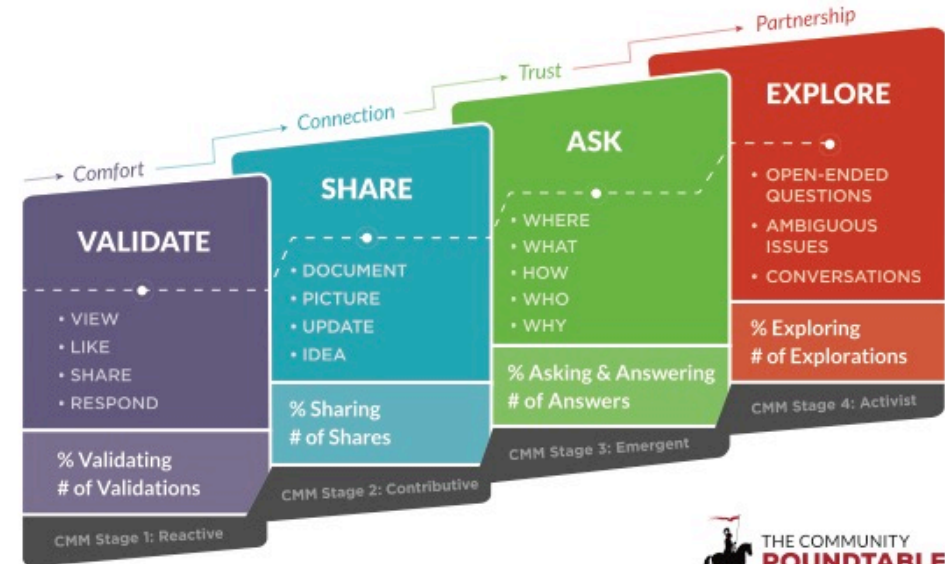 Comfort
Connection
Trust
Partnership
VALIDATE
• VIEW
• LIKE
• SHARE
• RESPOND
% Validating
# of Validations
CMM Stage 1: Reactive
SHARE
• DOCUMENT
• PICTURE
• UPDATE
• IDEA
% Sharing
# of Shares
CMM Stage 2: Contributive
ASK
• WHERE
• WHAT
• HOW
• WHO
• WHY
% Asking & Answering
# of Answers
CMM Stage 3: Emergent
EXPLORE
• OPEN-ENDED
QUESTIONS
• AMBIGUOUS
ISSUES
• CONVERSATIONS
% Exploring
# of Explorations
CMM Stage 4: Activist
THE COMMUNITY
ROUNDTABLE